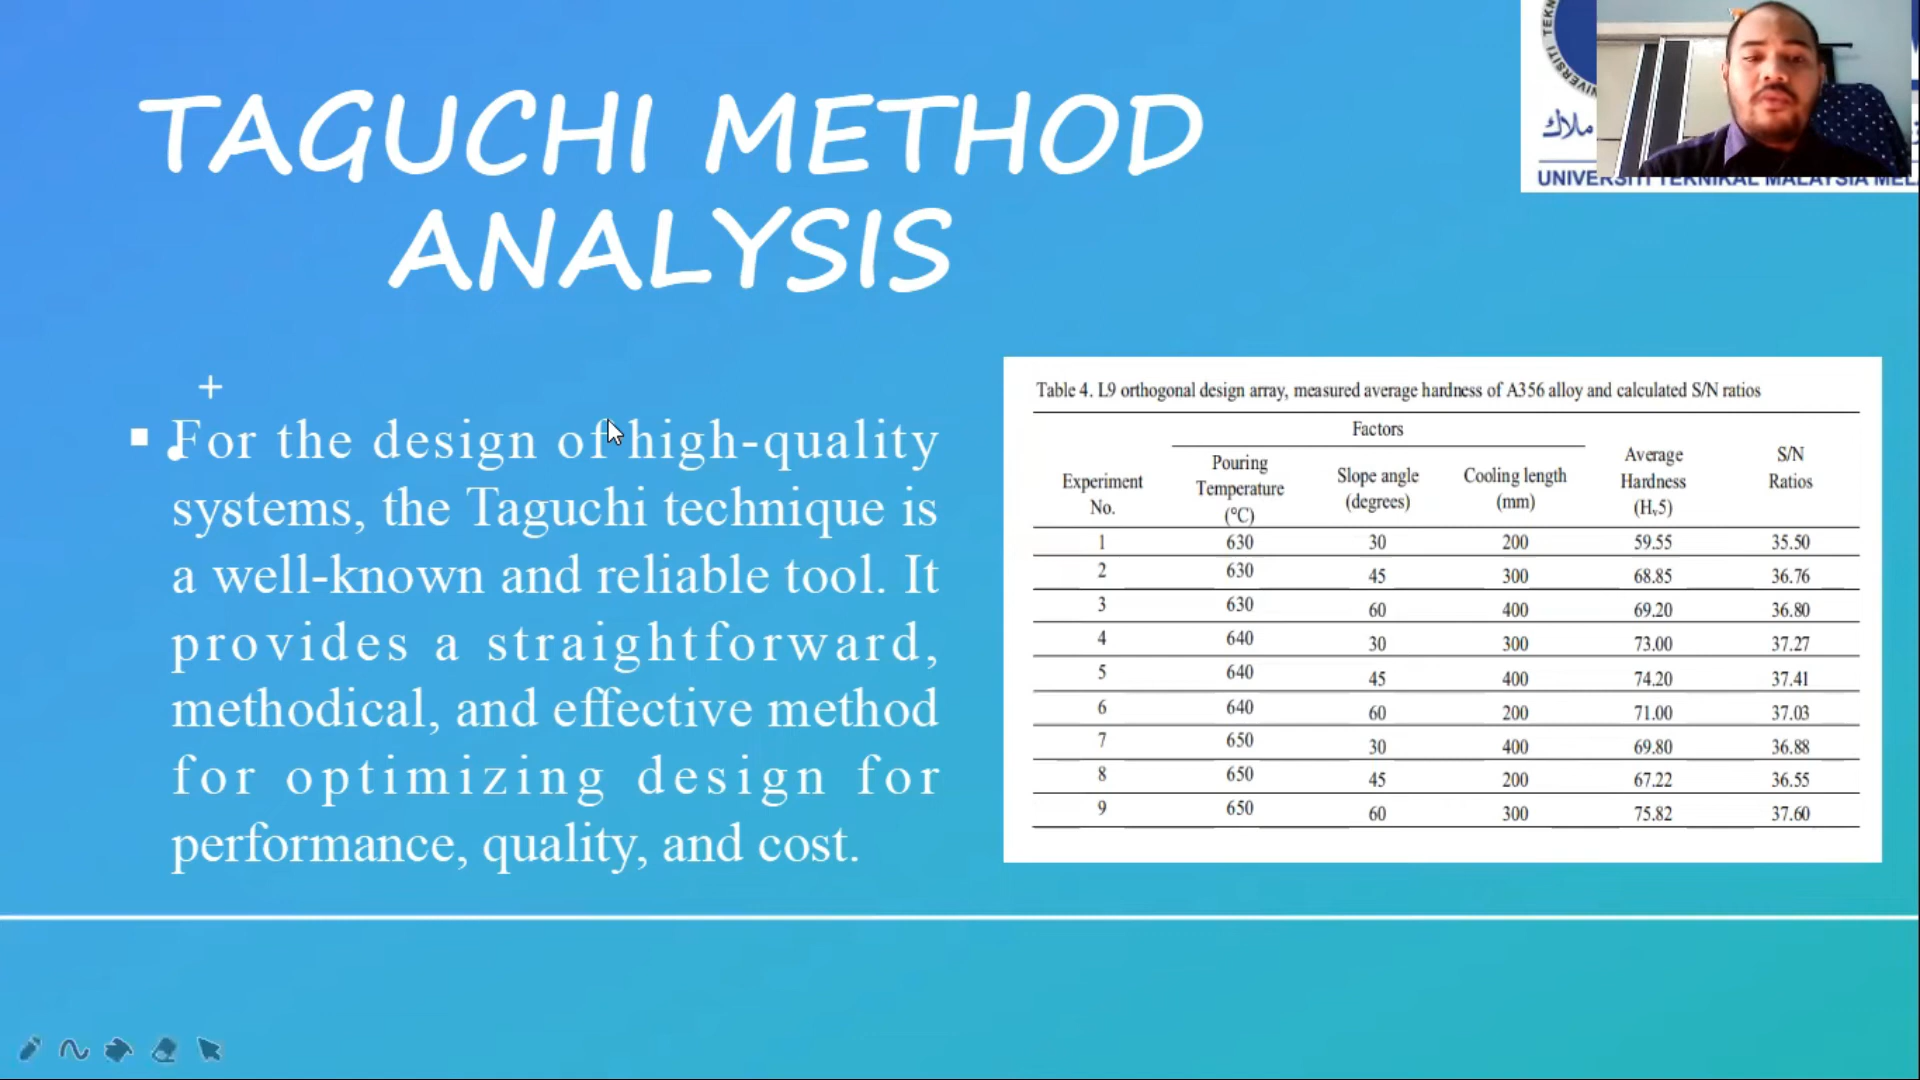 TAGUCHI METHOD
ANALYSIS
For the design of high-quality
systems, the Taguchi technique is
a well-known and reliable tool. It
provides a straightforward,
methodical, and effective method
for optimizing design for
performance, quality, and cost.
ملاك
UNIVERSITI TEKNIKAL MALAYSIA MEL
Table 4. L9 orthogonal design array, measured average hardness of A356 alloy and calculated S/N ratios
Experiment No. Factors Average Hardness (Hv5) S/N Ratios
Pouring Temperature (°C) Slope angle (degrees) Cooling length (mm)
1 630 30 200 59.55 35.50
2 630 45 300 68.85 36.76
3 630 60 400 69.20 36.80
4 640 30 300 73.00 37.27
5 640 45 400 74.20 37.41
6 640 60 200 71.00 37.03
7 650 30 400 69.80 36.88
8 650 45 200 67.22 36.55
9 650 60 300 75.82 37.60